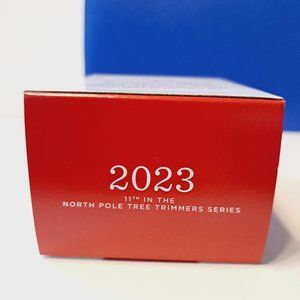 2023
11TH IN THE
NORTH POLE TREE TRIMMERS SERIES